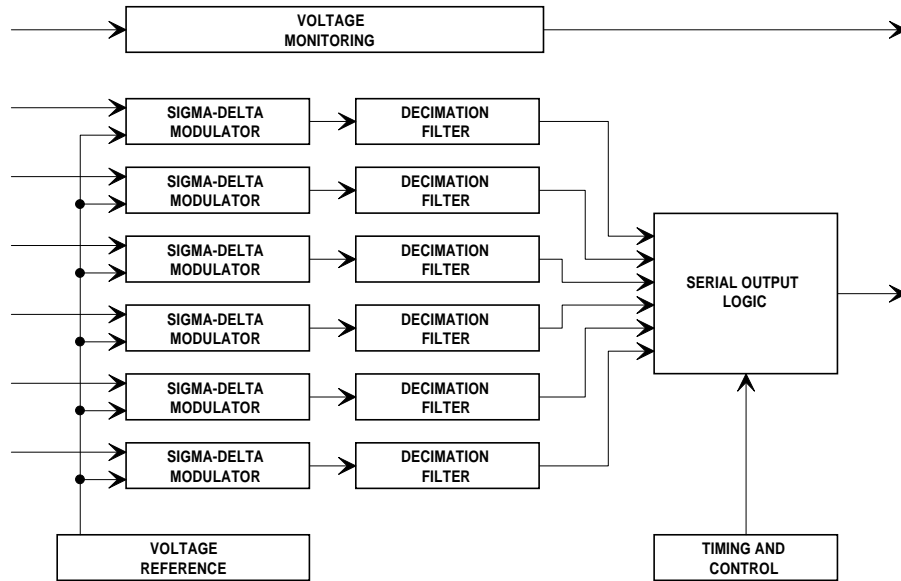 VOLTAGE
MONITORING
SIGMA-DELTA
MODULATOR
DECIMATION
FILTER
SIGMA-DELTA
MODULATOR
DECIMATION
FILTER
SIGMA-DELTA
MODULATOR
DECIMATION
FILTER
SERIAL OUTPUT
LOGIC
SIGMA-DELTA
MODULATOR
DECIMATION
FILTER
SIGMA-DELTA
MODULATOR
DECIMATION
FILTER
SIGMA-DELTA
MODULATOR
DECIMATION
FILTER
VOLTAGE
REFERENCE
TIMING AND
CONTROL